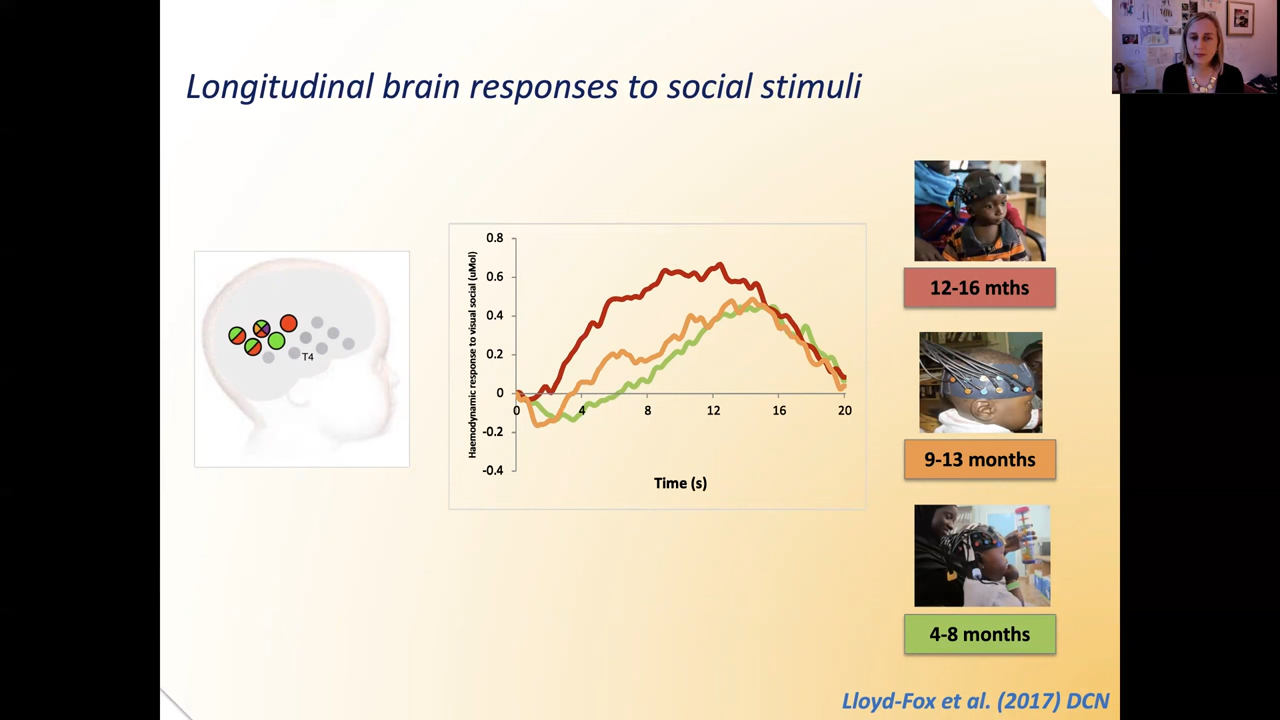 Longitudinal brain responses to social stimuli
T4
Haemodynamic response to visual social (uMol)
0.8
0.6
0.4
0.2
0
-0.2
-0.4
0 4 8 12 16 20
Time (s)
12-16 mths
9-13 months
4-8 months
Lloyd-Fox et al. (2017) DCN